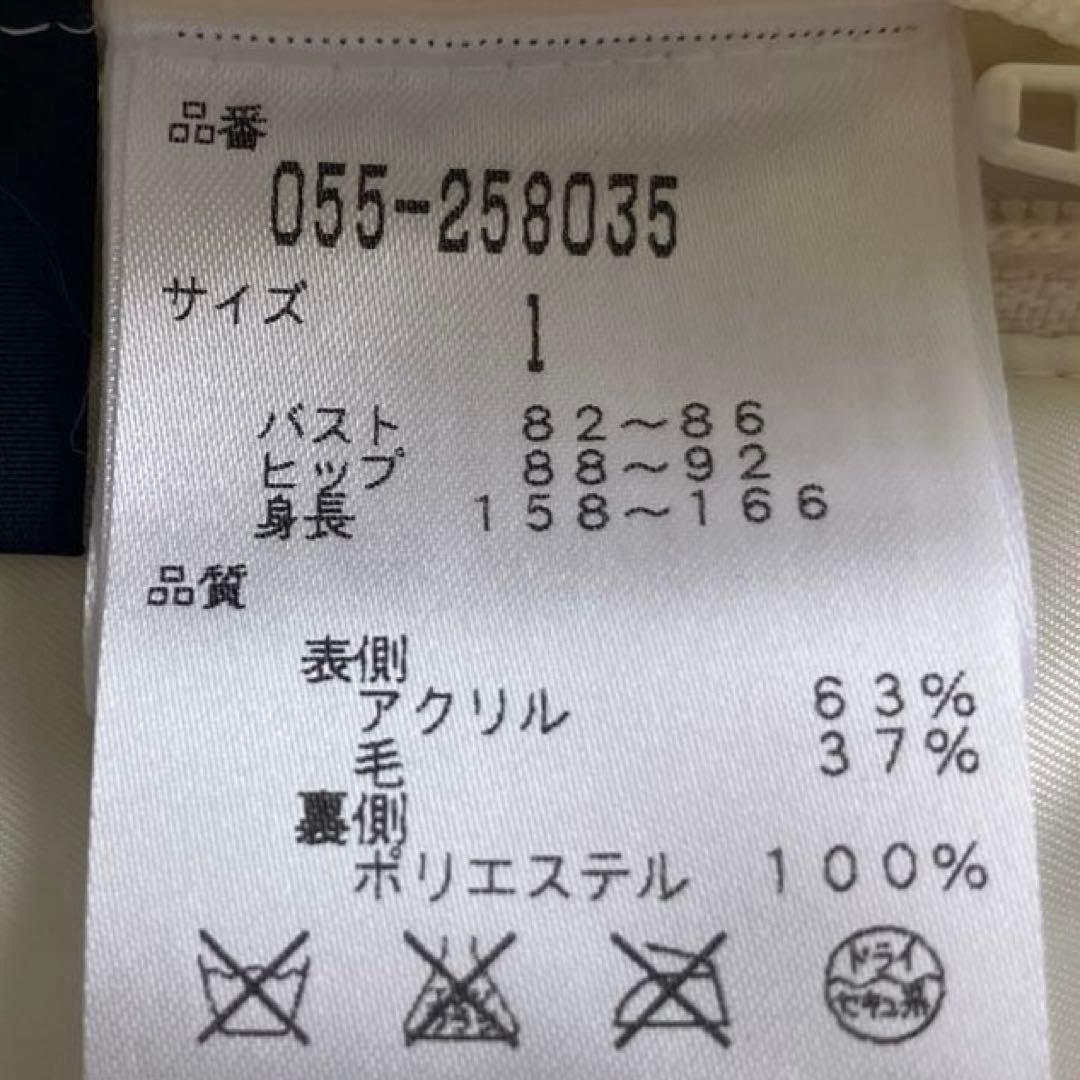 品番
055-258035
サイズ 1
バスト 82〜86
ヒップ 88〜92
身長 158〜166
品質
表側
アクリル 63%
毛 37%
裏側
ポリエステル 100%
ドライ
セキュ系